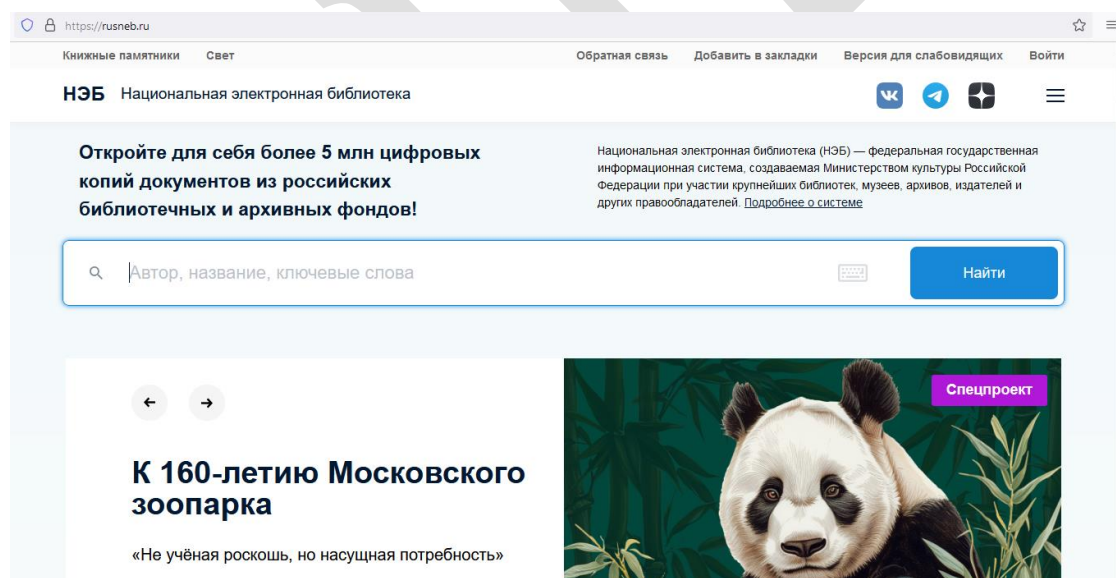 https://rusneb.ru
Книжные памятники Свет Обратная связь Добавить в закладки Версия для слабовидящих Войти
НЭБ Национальная электронная библиотека
Откройте для себя более 5 млн цифровых
копий документов из российских
библиотечных и архивных фондов!
Национальная электронная библиотека (НЭБ) — федеральная государственная
информационная система, создаваемая Министерством культуры Российской
Федерации при участии крупнейших библиотек, музеев, архивов, издателей и
других правообладателей. Подробнее о системе
Автор, название, ключевые слова
Найти
Спецпроект
К 160-летию Московского
зоопарка
«Не учёная роскошь, но насущная потребность»